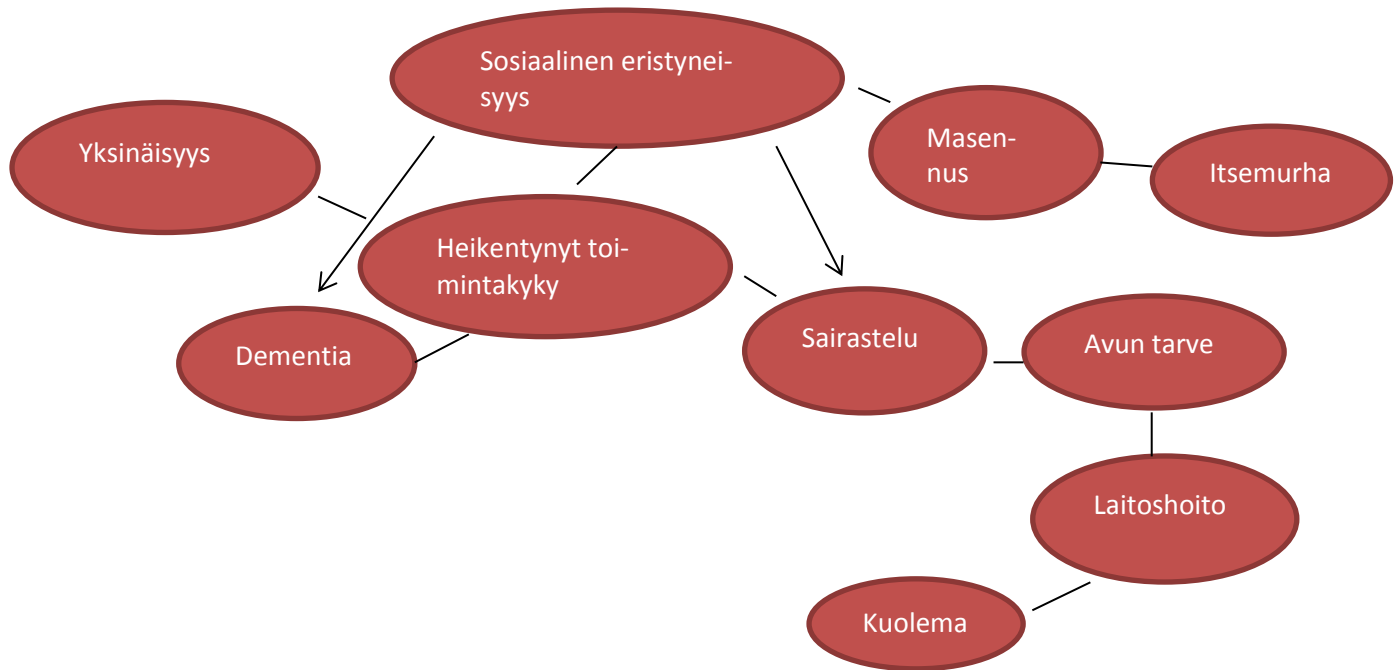 Sosiaalinen eristynei-
syys
Yksinäisyys
Masen-
nus
Itsemurha
Heikentynyt toi-
mintakyky
Dementia
Sairastelu
Avun tarve
Laitoshoito
Kuolema